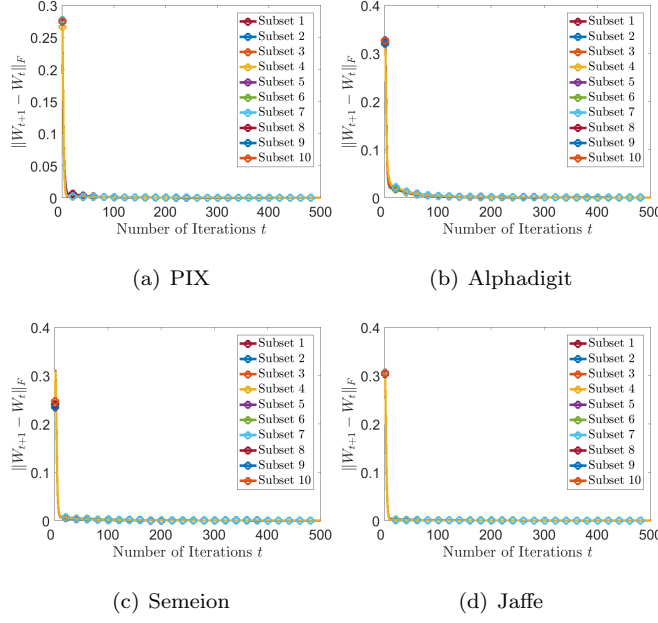 0.3
0.25
0.2
0.15
0.1
0.05
0
‖W_{t+1} − W_t‖_F
0 100 200 300 400 500
Number of Iterations t
Subset 1
Subset 2
Subset 3
Subset 4
Subset 5
Subset 6
Subset 7
Subset 8
Subset 9
Subset 10
(a) PIX
0.4
0.3
0.2
0.1
0
‖W_{t+1} − W_t‖_F
0 100 200 300 400 500
Number of Iterations t
Subset 1
Subset 2
Subset 3
Subset 4
Subset 5
Subset 6
Subset 7
Subset 8
Subset 9
Subset 10
(b) Alphadigit
0.4
0.3
0.2
0.1
0
‖W_{t+1} − W_t‖_F
0 100 200 300 400 500
Number of Iterations t
Subset 1
Subset 2
Subset 3
Subset 4
Subset 5
Subset 6
Subset 7
Subset 8
Subset 9
Subset 10
(c) Semeion
0.4
0.3
0.2
0.1
0
‖W_{t+1} − W_t‖_F
0 100 200 300 400 500
Number of Iterations t
Subset 1
Subset 2
Subset 3
Subset 4
Subset 5
Subset 6
Subset 7
Subset 8
Subset 9
Subset 10
(d) Jaffe